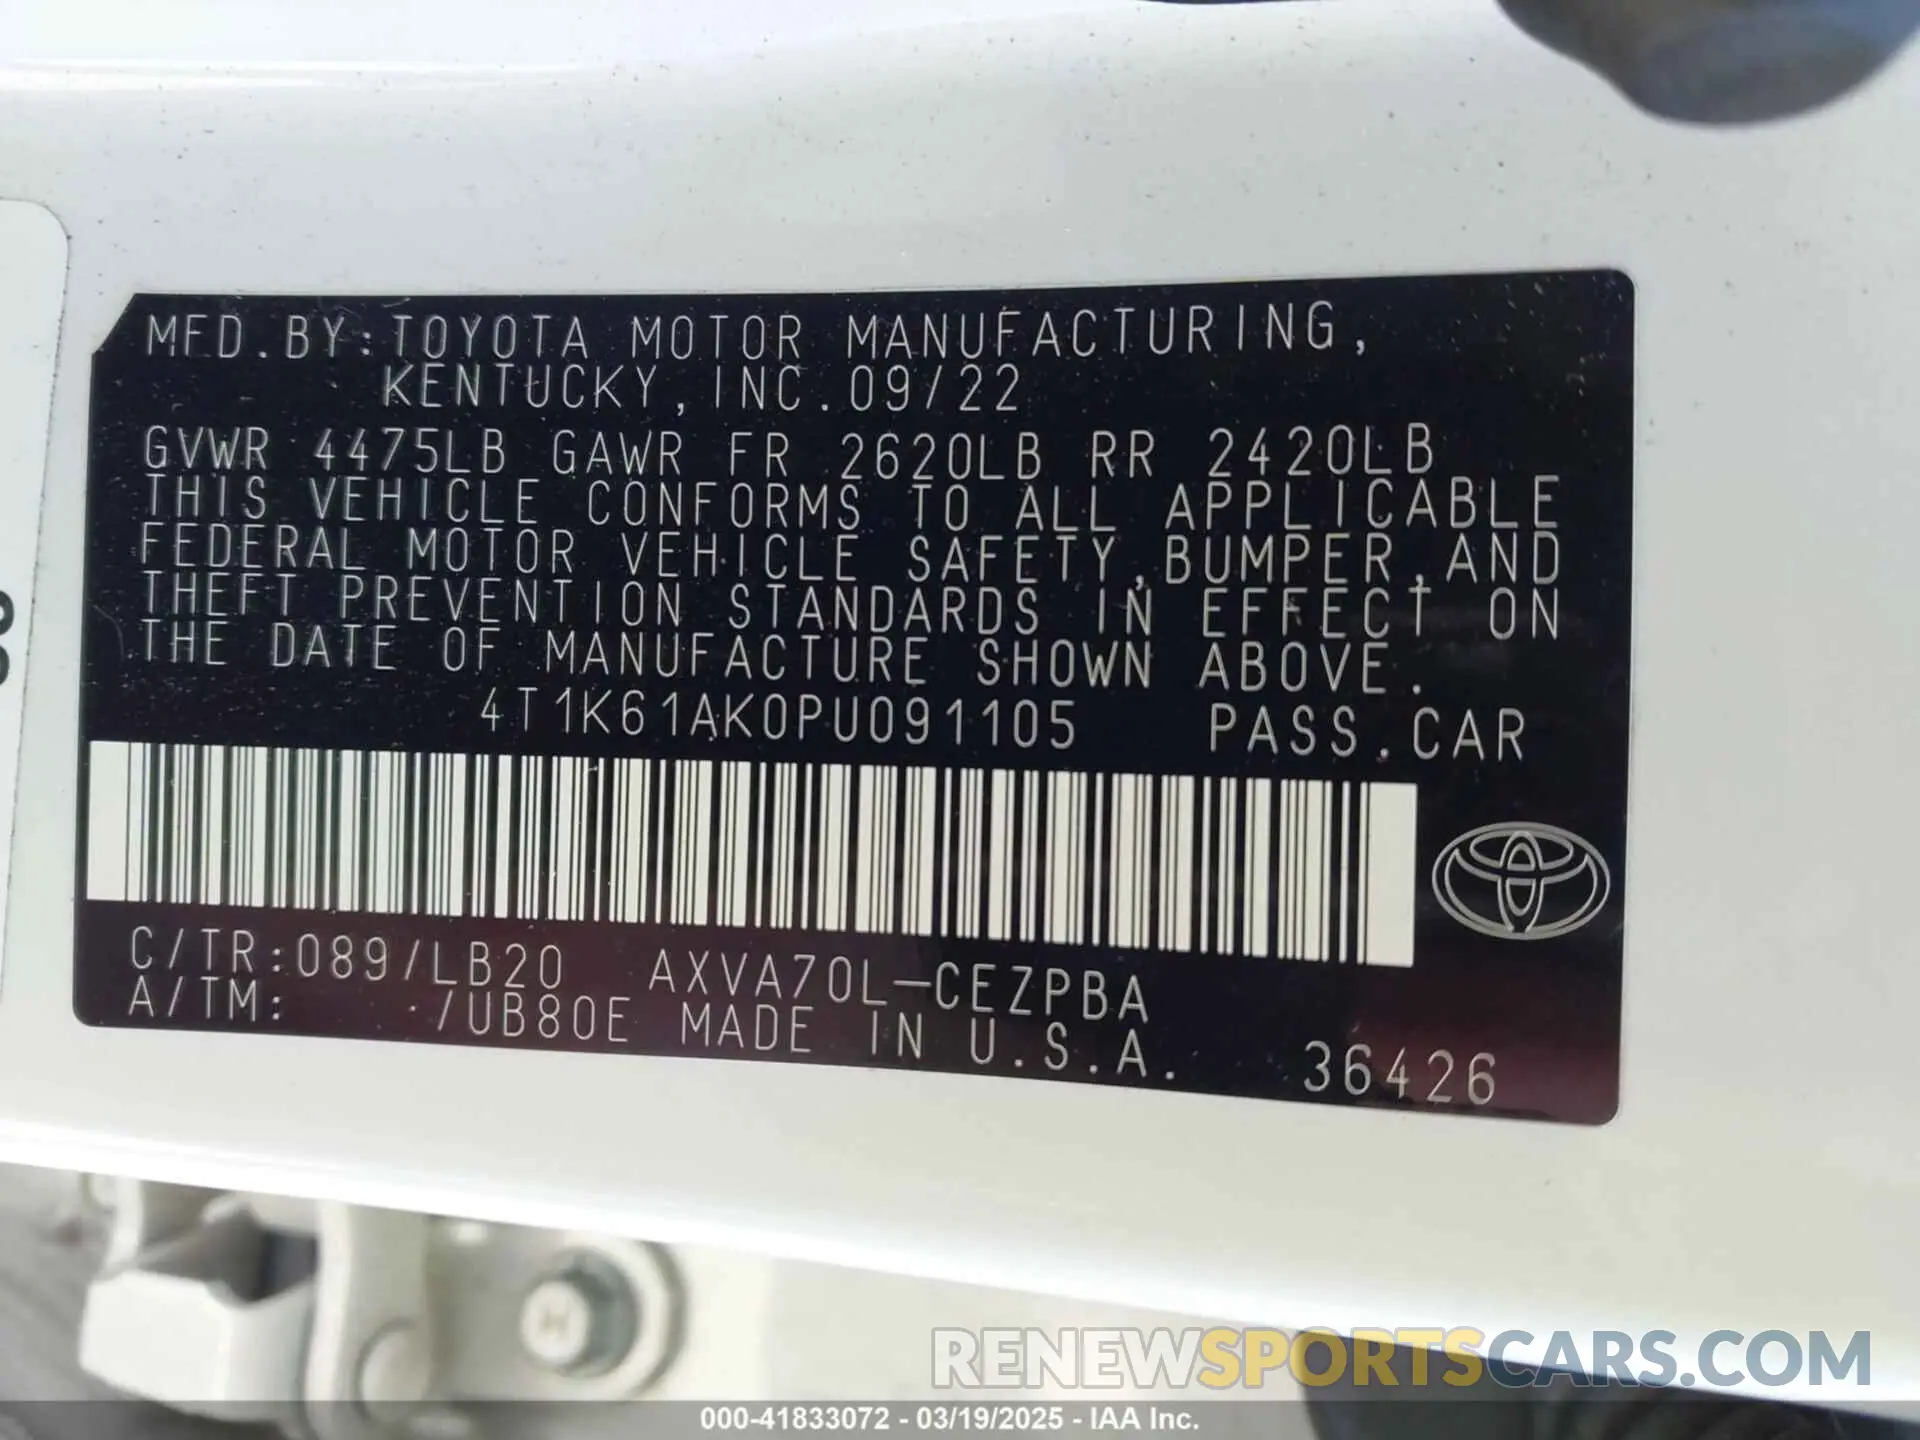 MFD.BY:TOYOTA MOTOR MANUFACTURING,
KENTUCKY,INC.09/22
GVWR 4475LB GAWR FR 2620LB RR 2420LB
THIS VEHICLE CONFORMS TO ALL APPLICABLE
FEDERAL MOTOR VEHICLE SAFETY,BUMPER,AND
THEFT PREVENTION STANDARDS IN EFFECT ON
THE DATE OF MANUFACTURE SHOWN ABOVE.
4T1K61AK0PU091105 PASS.CAR
C/TR:089/LB20 AXVA70L-CEZPBA
A/TM: /UB80E MADE IN U.S.A. 36426
RENEWSPORTSCARS.COM
000-41833072 - 03/19/2025 - IAA Inc.